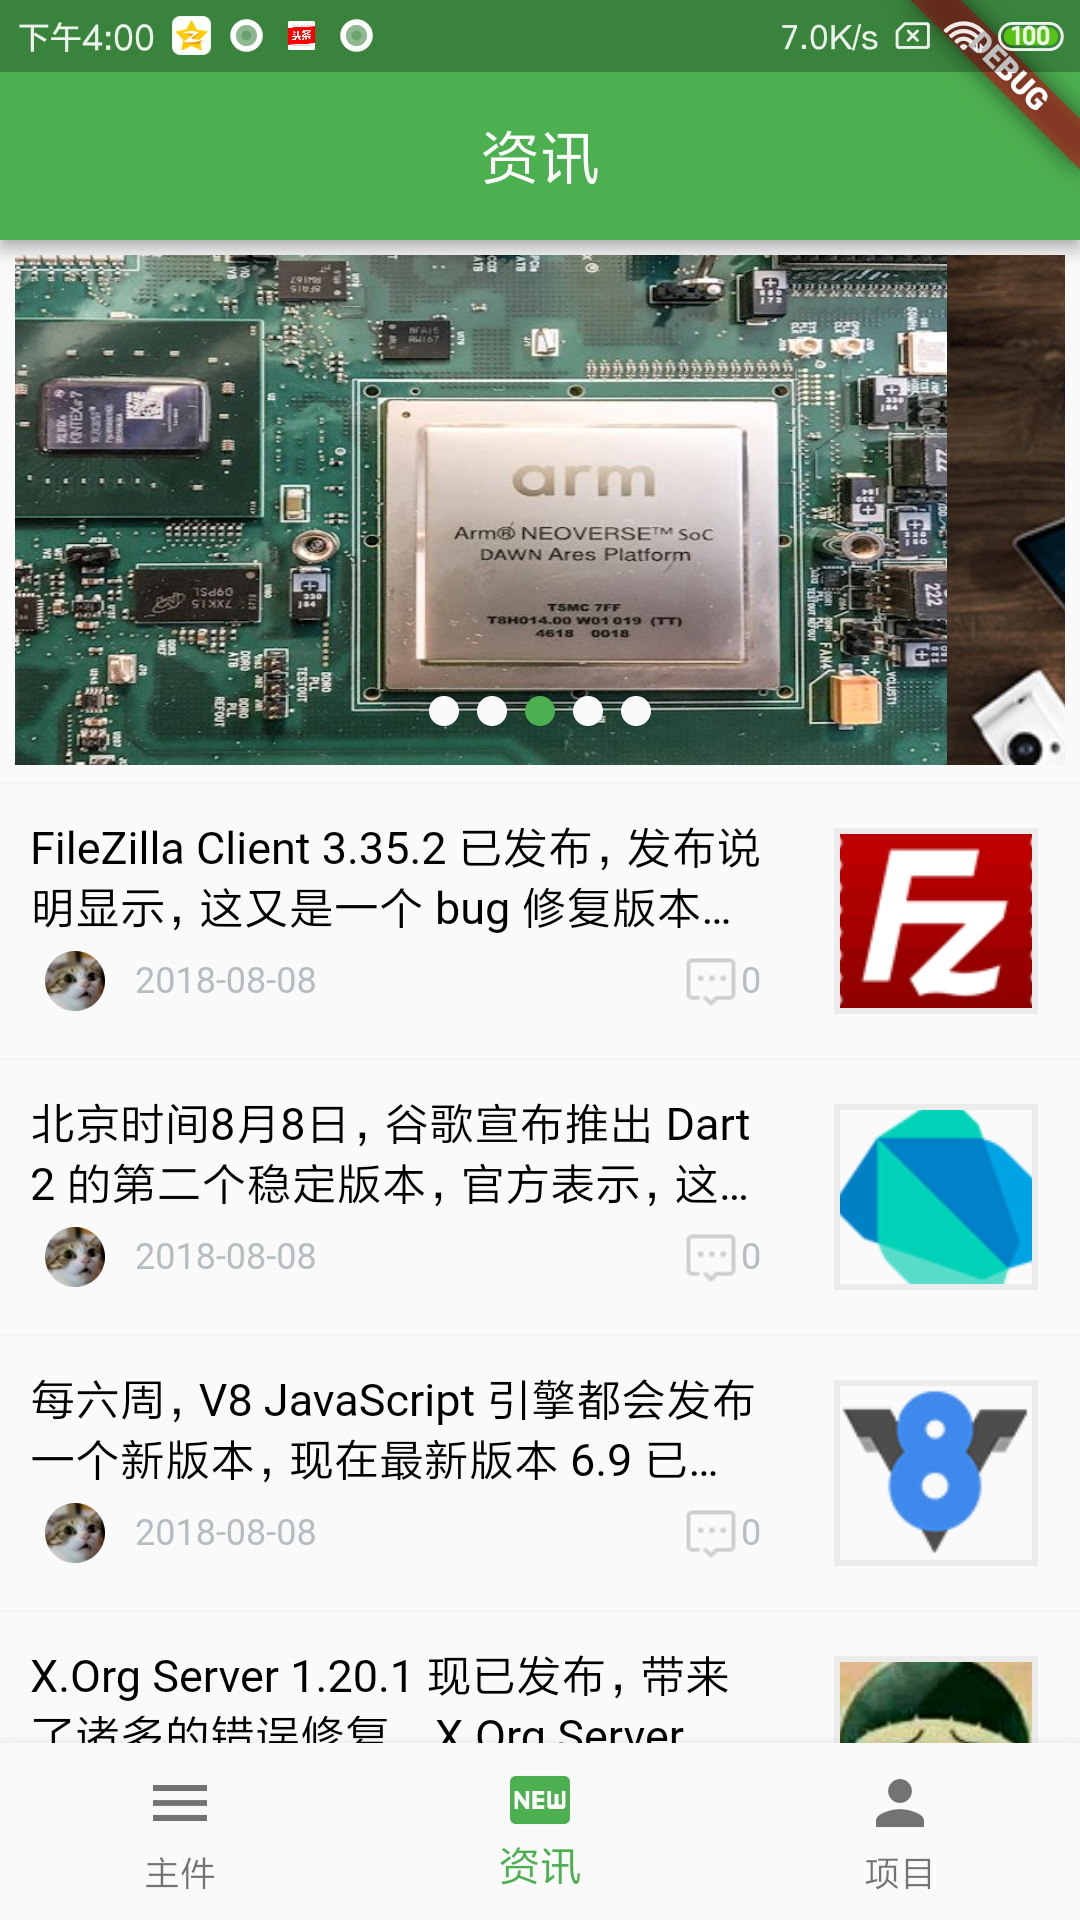 下午4:00
头条
7.0K/s
100
DEBUG
资讯
arm
Arm® NEOVERSE™ SoC
DAWN Ares Platform
TSMC 7FF
T8H014.00 W01 019 (TT)
4618 0018
FileZilla Client 3.35.2 已发布，发布说
明显示，这又是一个 bug 修复版本...
2018-08-08
0
北京时间8月8日，谷歌宣布推出 Dart
2 的第二个稳定版本，官方表示，这...
2018-08-08
0
每六周，V8 JavaScript 引擎都会发布
一个新版本，现在最新版本 6.9 已...
2018-08-08
0
X.Org Server 1.20.1 现已发布，带来
了诸多的错误修复。 X.Org Server
NEW
主件
资讯
项目